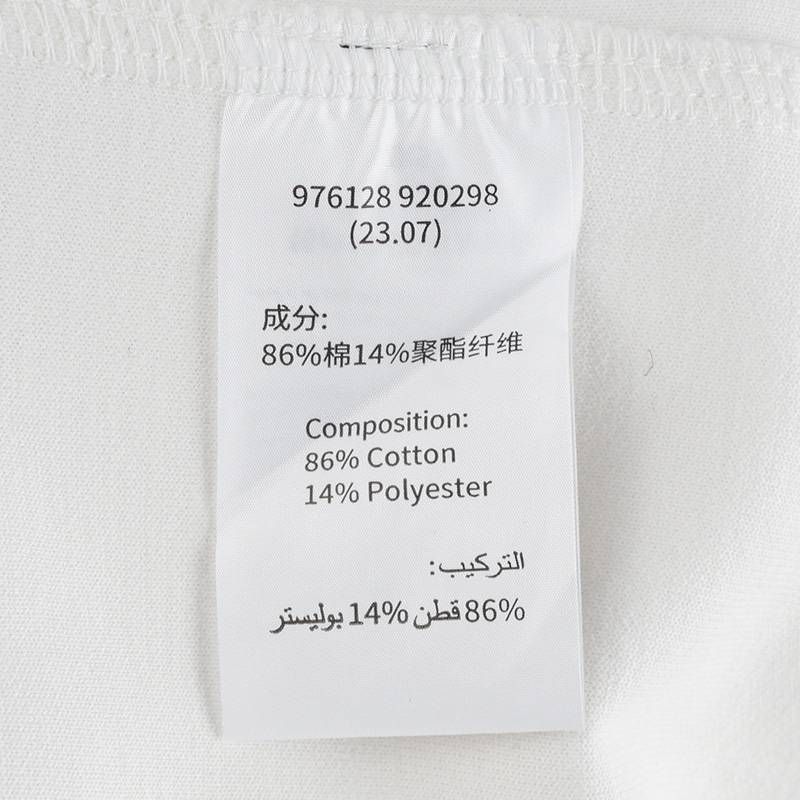 976128 920298
(23.07)
成分:
86%棉14%聚酯纤维
Composition:
86% Cotton
14% Polyester
التركيب:
86% قطن 14% بوليستر